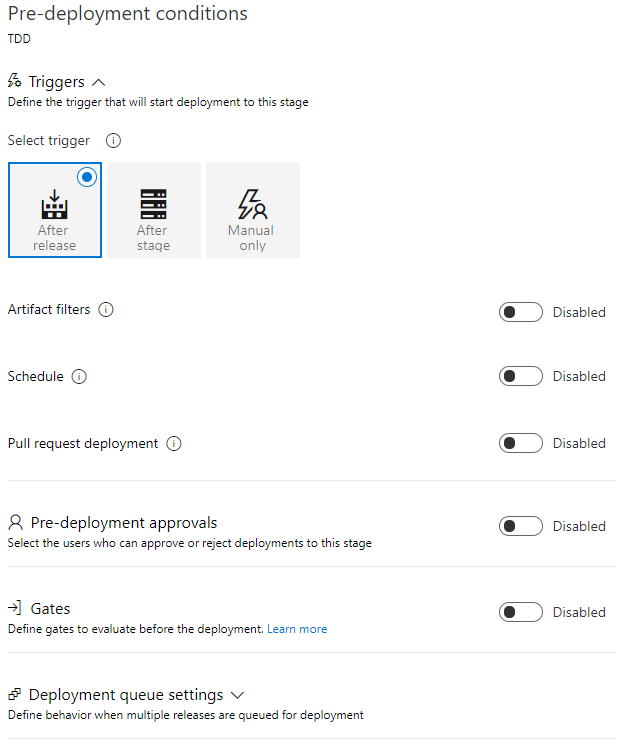 Pre-deployment conditions
TDD
Triggers
Define the trigger that will start deployment to this stage
Select trigger
After
release
After
stage
Manual
only
Artifact filters
Disabled
Schedule
Disabled
Pull request deployment
Disabled
Pre-deployment approvals
Disabled
Select the users who can approve or reject deployments to this stage
Gates
Disabled
Define gates to evaluate before the deployment. Learn more
Deployment queue settings
Define behavior when multiple releases are queued for deployment